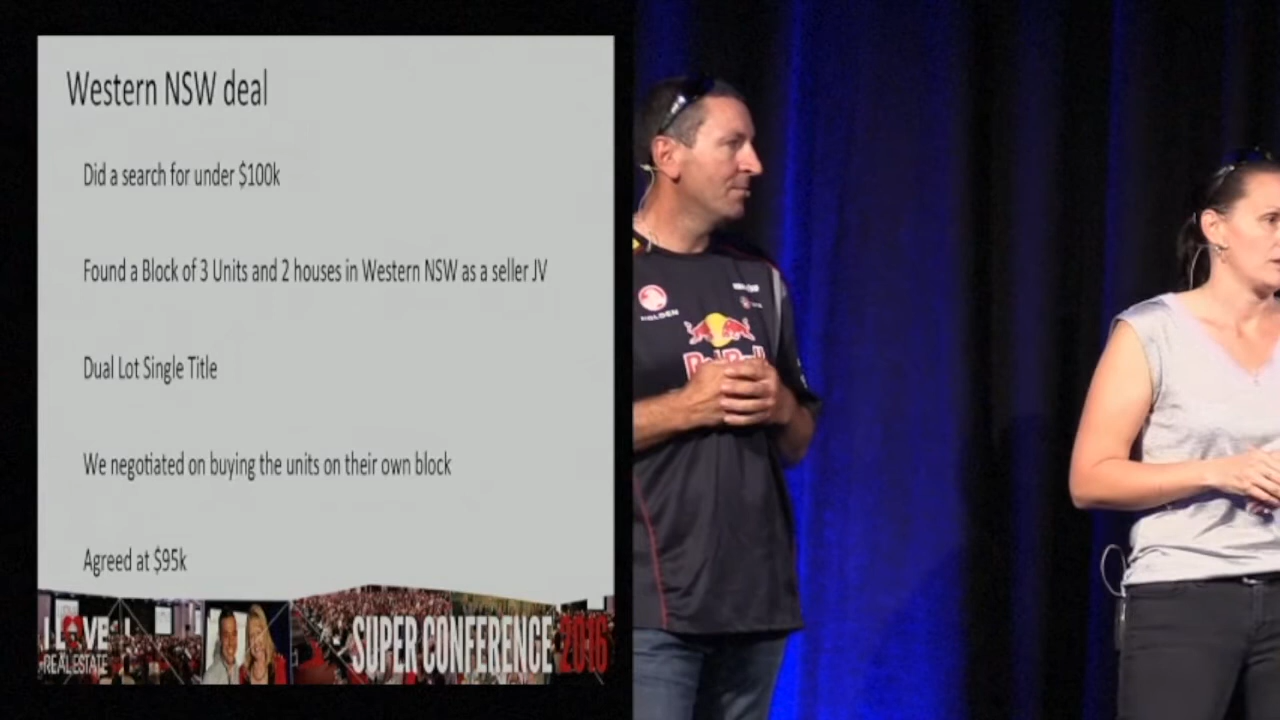 Western NSW deal
Did a search for under $100k
Found a Block of 3 Units and 2 houses in Western NSW as a seller JV
Dual Lot Single Title
We negotiated on buying the units on their own block
Agreed at $95k
I LOVE
REAL ESTATE
SUPER CONFERENCE 2016
HOLDEN
Red Bull